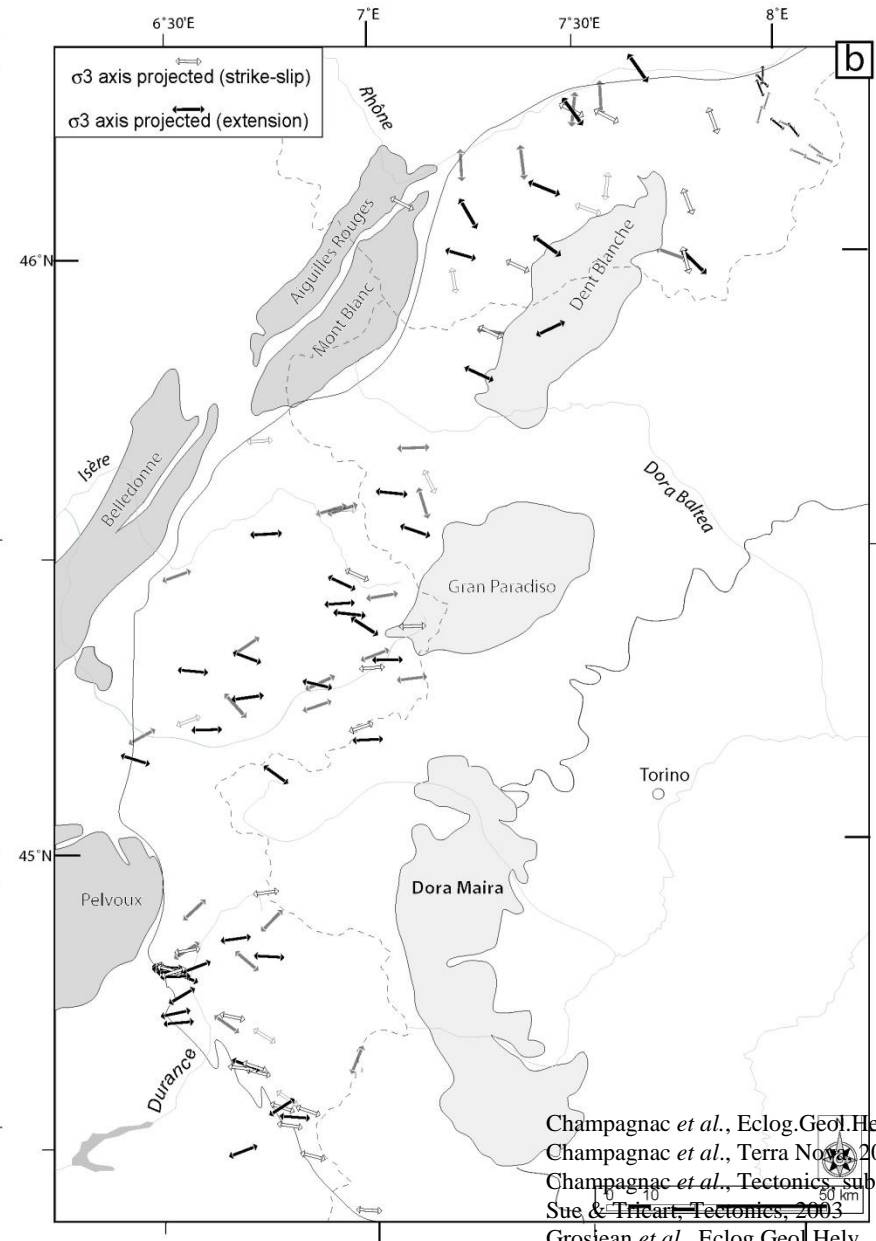 6°30'E 7°E 7°30'E 8°E
b
σ3 axis projected (strike-slip)
σ3 axis projected (extension)
Rhône
Aiguilles Rouges
46°N
Mont Blanc
Dent Blanche
Isère
Belledonne
Dora Baltea
Gran Paradiso
Torino
45°N
Pelvoux
Dora Maira
Durance
Champagnac et al., Eclog.Geol.He
Champagnac et al., Terra Nova, 20
Champagnac et al., Tectonics, sub
0 10 50 km
Sue & Tricart, Tectonics, 2003
Grosjean et al., Eclog.Geol.Helv